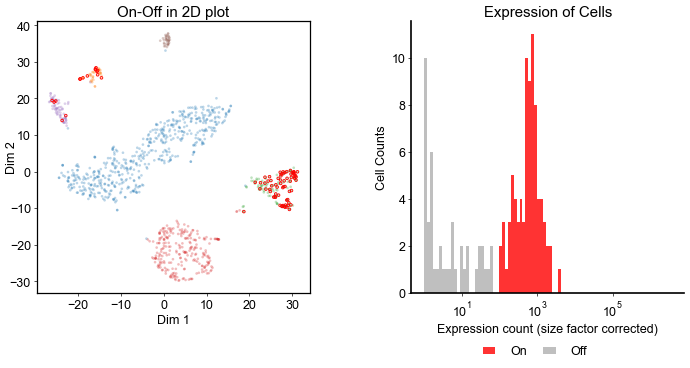 On-Off in 2D plot
40
30
20
10
0
−10
−20
−30
Dim 2
−20 −10 0 10 20 30
Dim 1
Expression of Cells
10
8
6
4
2
0
Cell Counts
10^1 10^3 10^5
Expression count (size factor corrected)
On Off